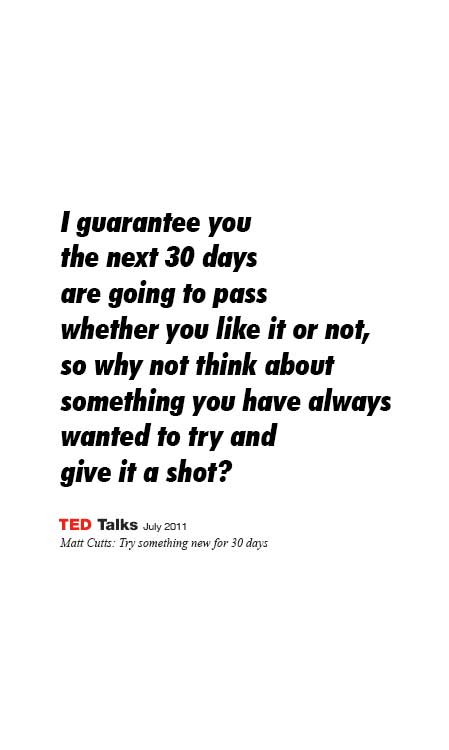 I guarantee you
the next 30 days
are going to pass
whether you like it or not,
so why not think about
something you have always
wanted to try and
give it a shot?
TED Talks July 2011
Matt Cutts: Try something new for 30 days